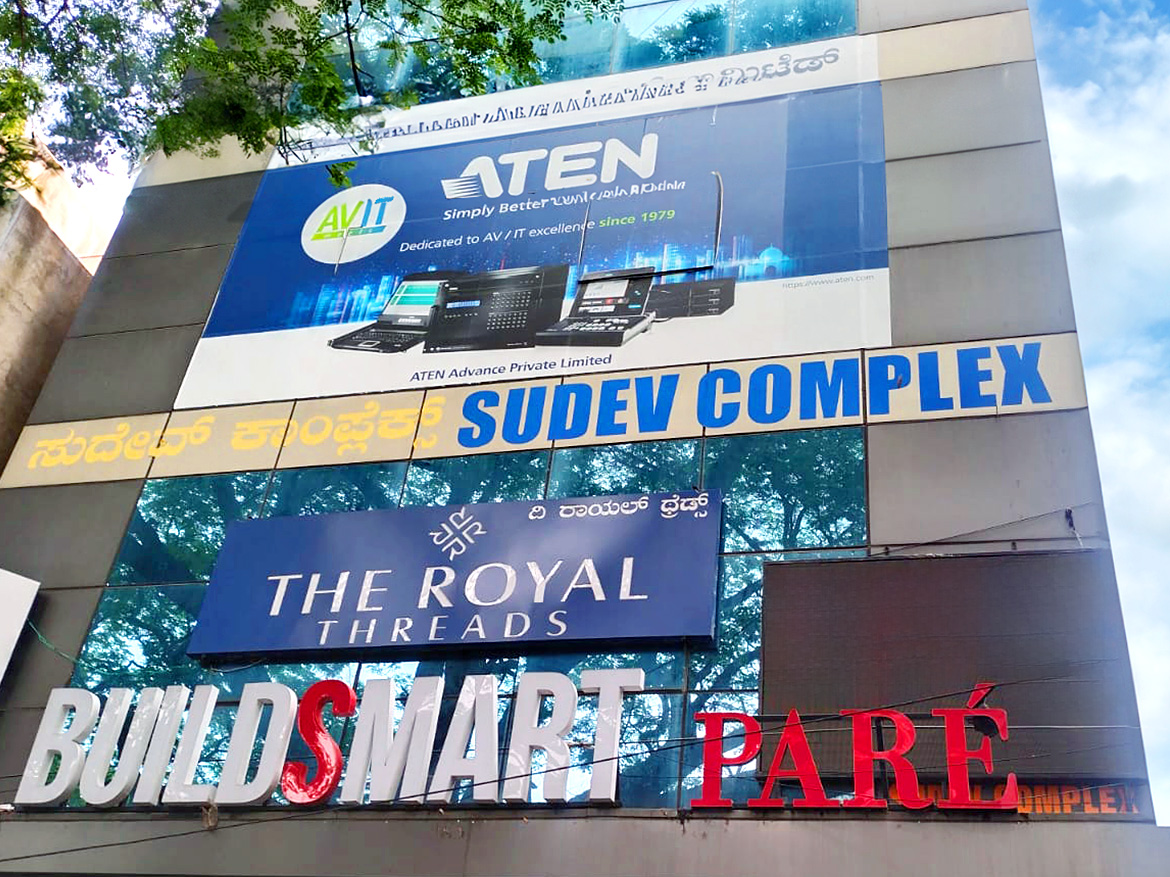 ATEN
AVIT
Simply Better
Dedicated to AV / IT excellence since 1979
https://www.aten.com
ATEN Advance Private Limited
ಸುದೇವ್ ಕಾಂಪ್ಲೆಕ್ಸ್ SUDEV COMPLEX
ದಿ ರಾಯಲ್ ಥ್ರೆಡ್ಸ್
THE ROYAL
THREADS
BUILDSMART PARÉ
COMPLEX